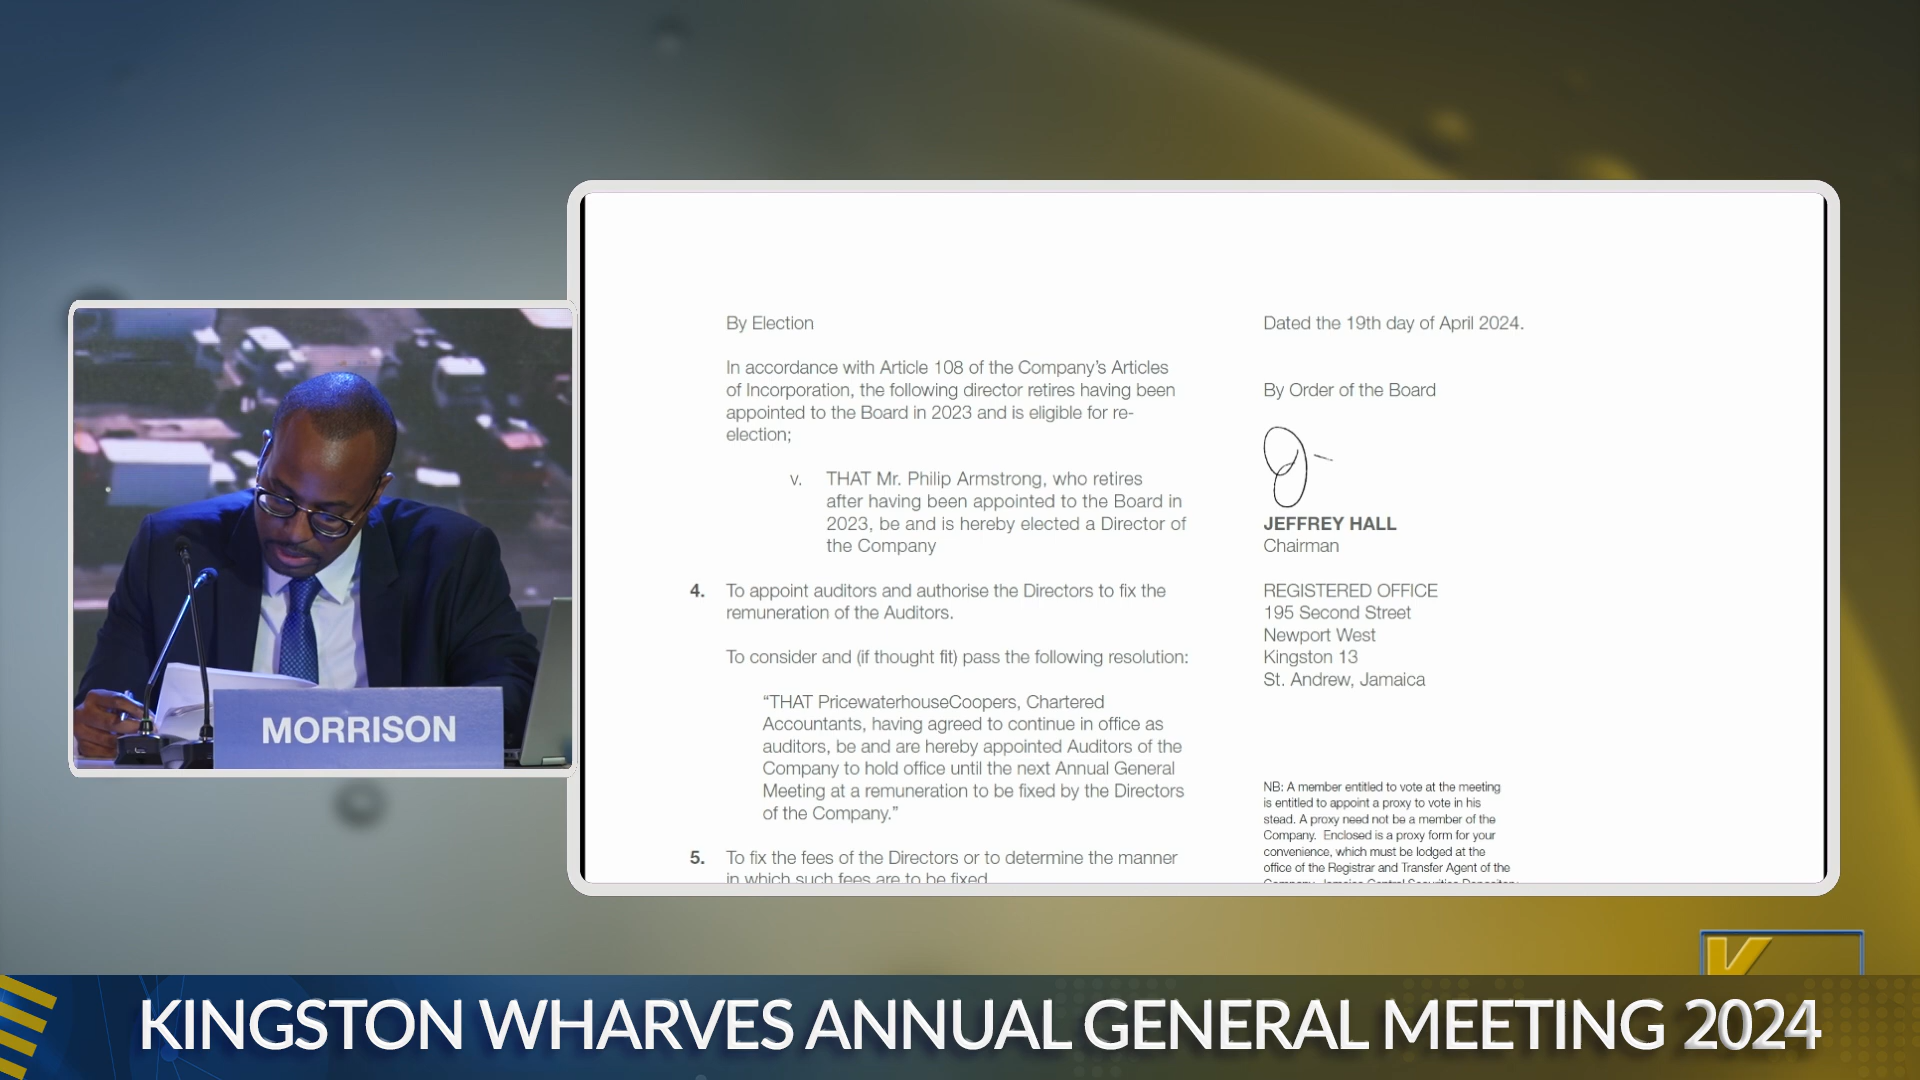 MORRISON
By Election
In accordance with Article 108 of the Company’s Articles
of Incorporation, the following director retires having been
appointed to the Board in 2023 and is eligible for re-
election;
v. THAT Mr. Philip Armstrong, who retires
after having been appointed to the Board in
2023, be and is hereby elected a Director of
the Company
4. To appoint auditors and authorise the Directors to fix the
remuneration of the Auditors.
To consider and (if thought fit) pass the following resolution:
“THAT PricewaterhouseCoopers, Chartered
Accountants, having agreed to continue in office as
auditors, be and are hereby appointed Auditors of the
Company to hold office until the next Annual General
Meeting at a remuneration to be fixed by the Directors
of the Company.”
5. To fix the fees of the Directors or to determine the manner
in which such fees are to be fixed
Dated the 19th day of April 2024.
By Order of the Board
JEFFREY HALL
Chairman
REGISTERED OFFICE
195 Second Street
Newport West
Kingston 13
St. Andrew, Jamaica
NB: A member entitled to vote at the meeting
is entitled to appoint a proxy to vote in his
stead. A proxy need not be a member of the
Company. Enclosed is a proxy form for your
convenience, which must be lodged at the
office of the Registrar and Transfer Agent of the
K
KINGSTON WHARVES ANNUAL GENERAL MEETING 2024